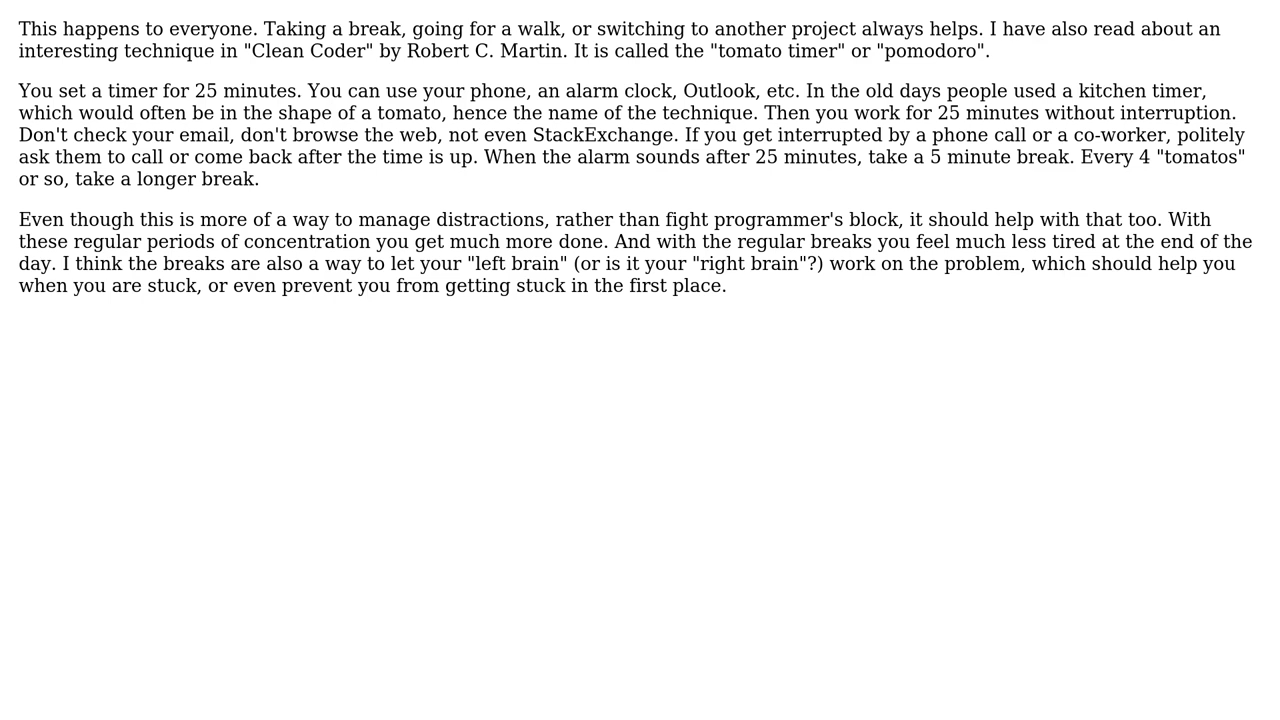 This happens to everyone. Taking a break, going for a walk, or switching to another project always helps. I have also read about an
interesting technique in "Clean Coder" by Robert C. Martin. It is called the "tomato timer" or "pomodoro".
You set a timer for 25 minutes. You can use your phone, an alarm clock, Outlook, etc. In the old days people used a kitchen timer,
which would often be in the shape of a tomato, hence the name of the technique. Then you work for 25 minutes without interruption.
Don't check your email, don't browse the web, not even StackExchange. If you get interrupted by a phone call or a co-worker, politely
ask them to call or come back after the time is up. When the alarm sounds after 25 minutes, take a 5 minute break. Every 4 "tomatos"
or so, take a longer break.
Even though this is more of a way to manage distractions, rather than fight programmer's block, it should help with that too. With
these regular periods of concentration you get much more done. And with the regular breaks you feel much less tired at the end of the
day. I think the breaks are also a way to let your "left brain" (or is it your "right brain"?) work on the problem, which should help you
when you are stuck, or even prevent you from getting stuck in the first place.